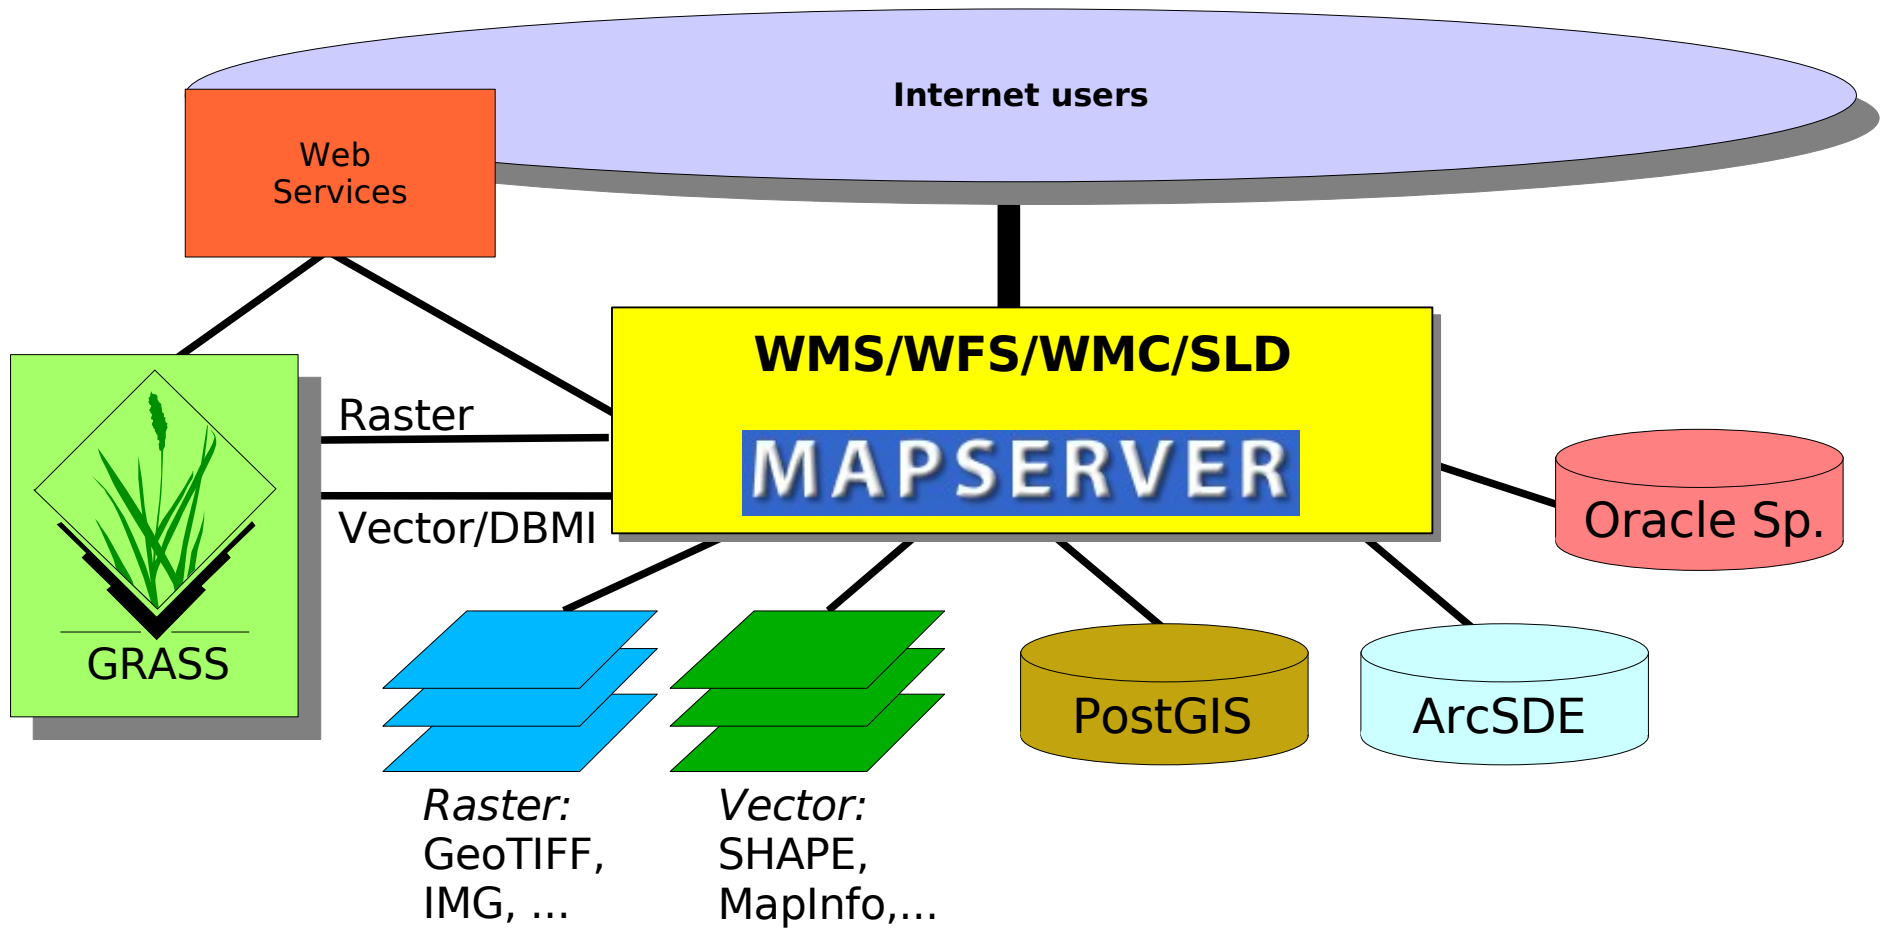 Internet users
Web
Services
WMS/WFS/WMC/SLD
MAPSERVER
Raster
Vector/DBMI
GRASS
Oracle Sp.
PostGIS
ArcSDE
Raster:
GeoTIFF,
IMG, ...
Vector:
SHAPE,
MapInfo,...